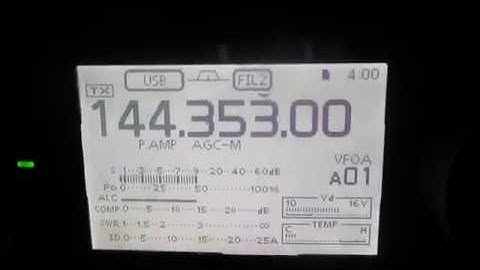 USB FIL2 4:00
TX
144.353.00
P.AMP AGC-M
S 1 3 5 7 9 20 40 60dB VFOA
Po 0 25 50 100% A01
ALC
COMP 0 5 10 15 20 dB 10 Vd 16V
SWR 1 1.5 2 3 ∞ TEMP
ID 0 5 10 15 20 25A C H